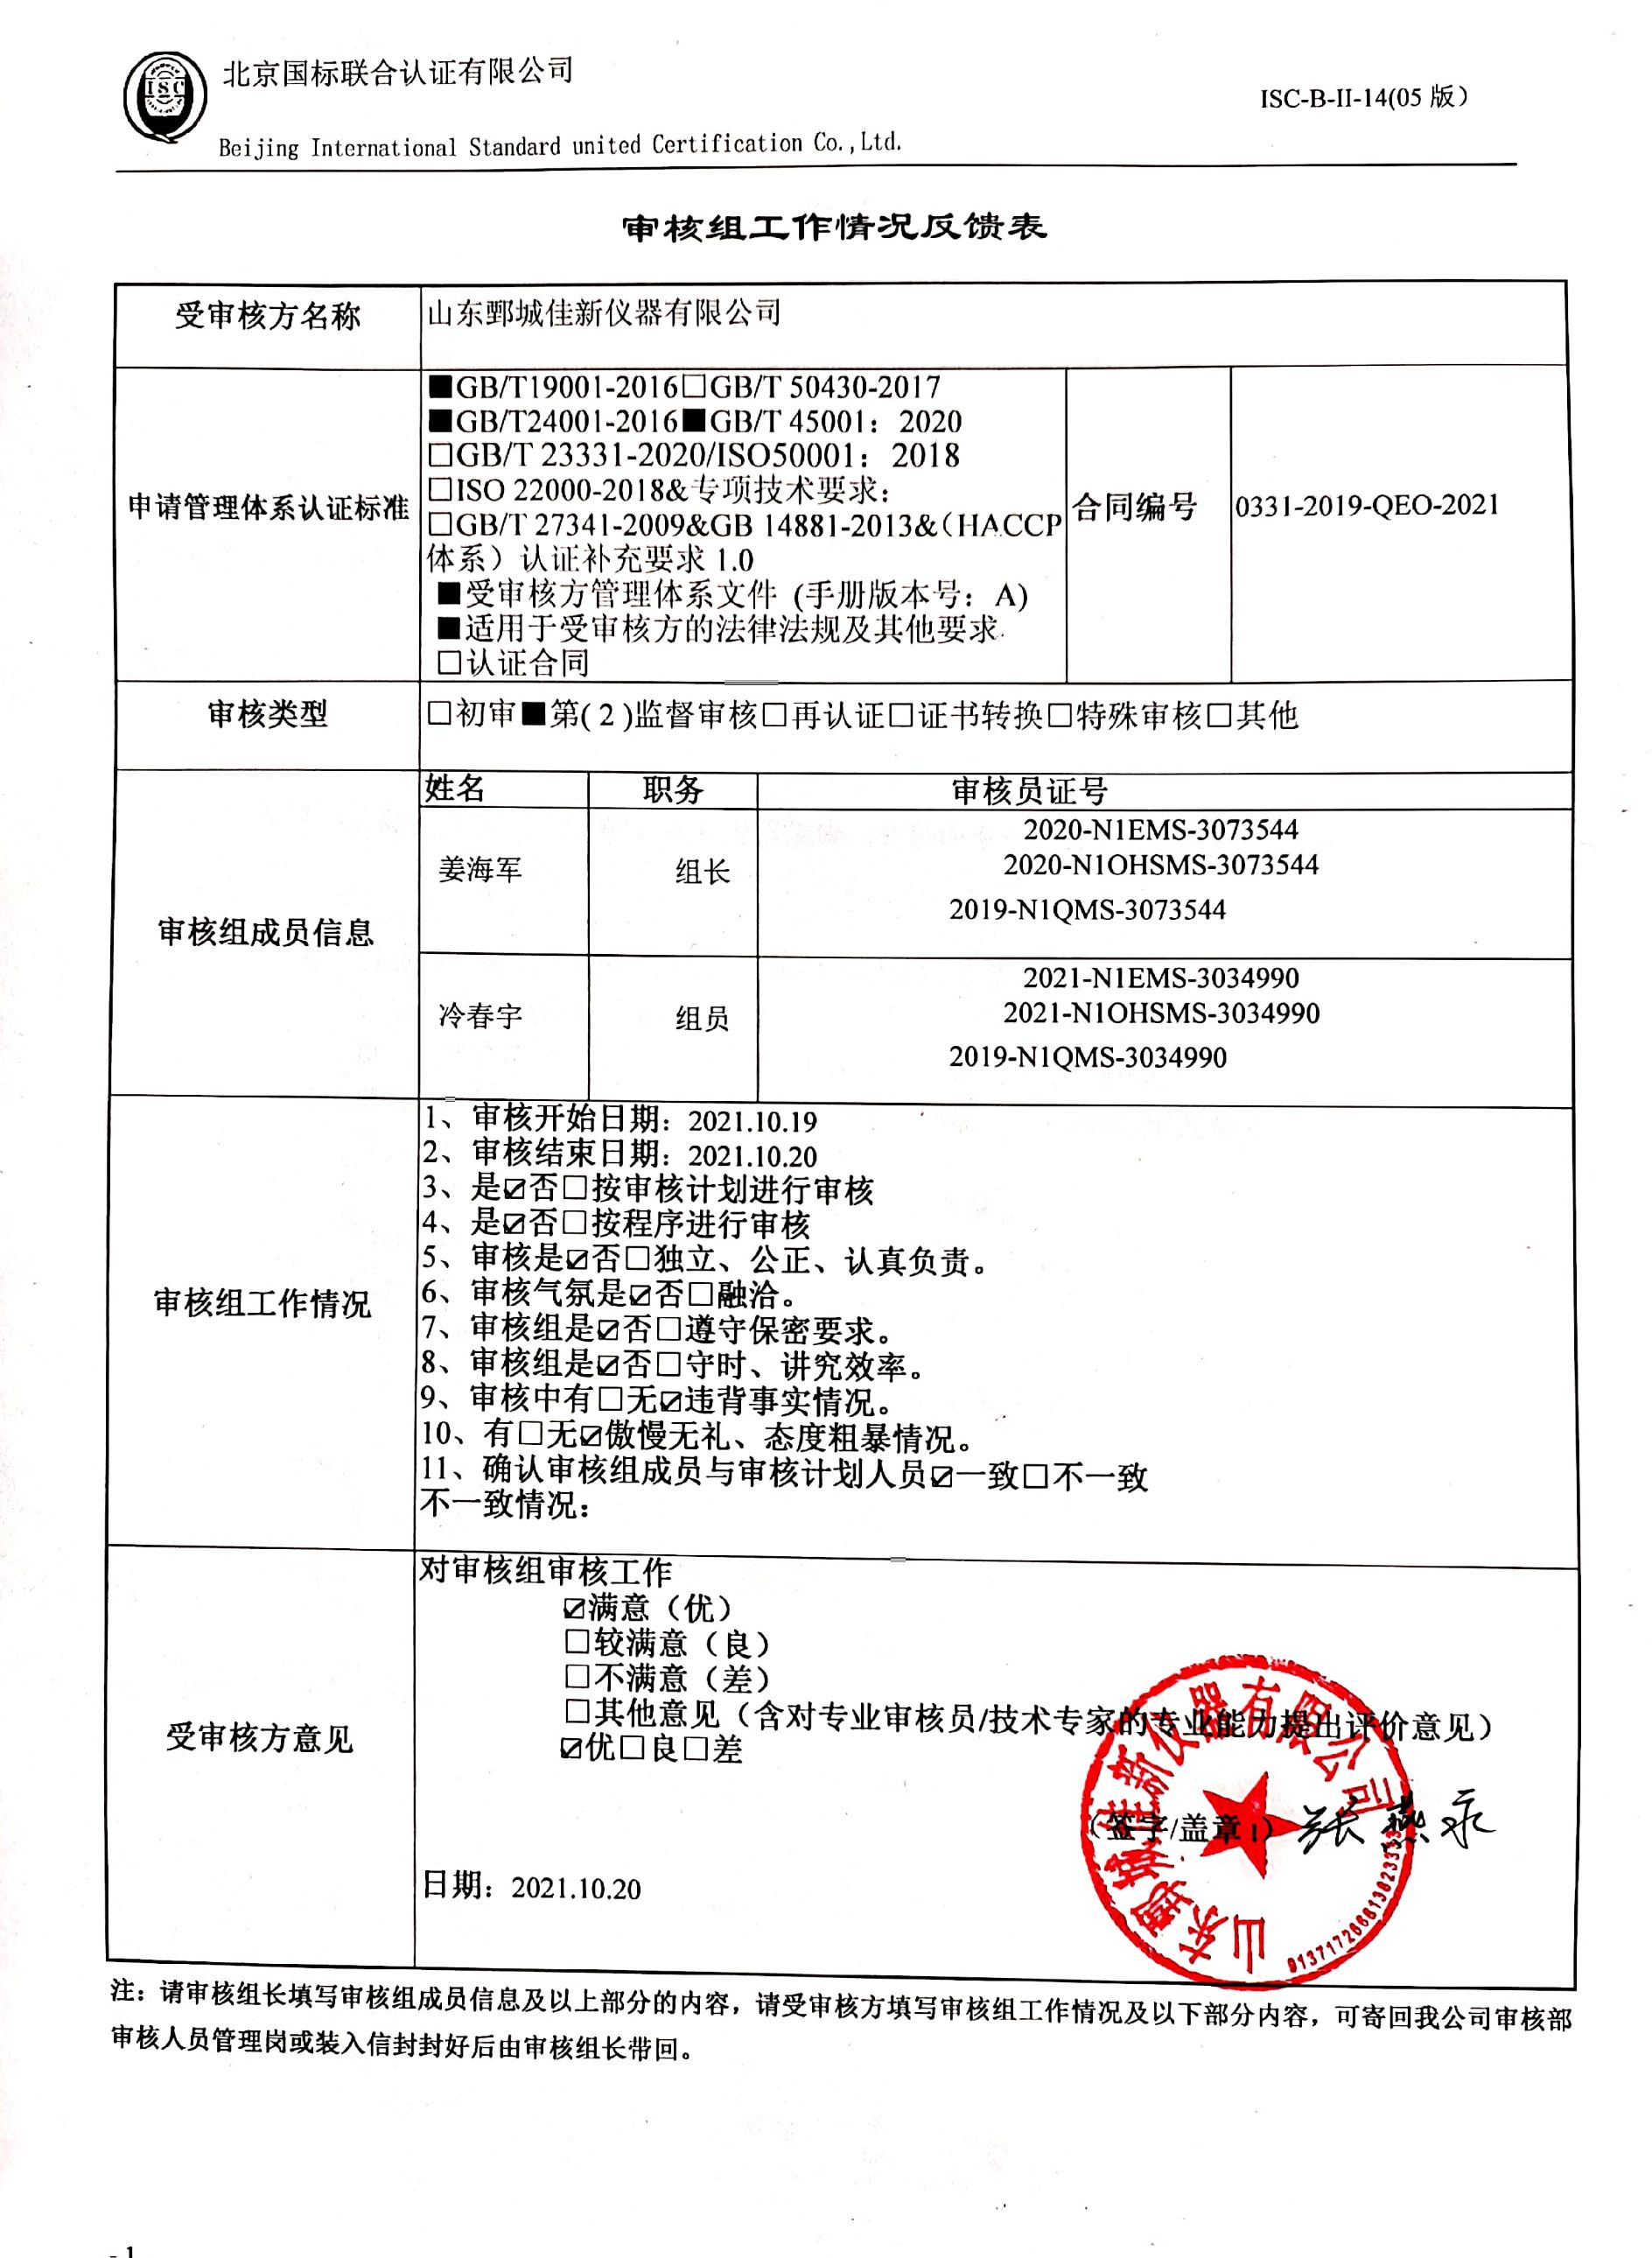 北京国标联合认证有限公司
ISC-B-II-14(05 版)
Beijing International Standard united Certification Co.,Ltd.
ISC
审核组工作情况反馈表
受审核方名称
山东鄄城佳新仪器有限公司
申请管理体系认证标准
■GB/T19001-2016□GB/T 50430-2017
■GB/T24001-2016■GB/T 45001：2020
□GB/T 23331-2020/ISO50001：2018
□ISO 22000-2018&专项技术要求：
□GB/T 27341-2009&GB 14881-2013&（HACCP
体系）认证补充要求 1.0
■受审核方管理体系文件 (手册版本号：A)
■适用于受审核方的法律法规及其他要求
□认证合同
合同编号
0331-2019-QEO-2021
审核类型
□初审■第( 2 )监督审核□再认证□证书转换□特殊审核□其他
审核组成员信息
姓名 职务 审核员证号
姜海军 组长
2020-N1EMS-3073544
2020-N1OHSMS-3073544
2019-N1QMS-3073544
冷春宇 组员
2021-N1EMS-3034990
2021-N1OHSMS-3034990
2019-N1QMS-3034990
审核组工作情况
1、审核开始日期：2021.10.19
2、审核结束日期：2021.10.20
3、是☑否□按审核计划进行审核
4、是☑否□按程序进行审核
5、审核是☑否□独立、公正、认真负责。
6、审核气氛是☑否□融洽。
7、审核组是☑否□遵守保密要求。
8、审核组是☑否□守时、讲究效率。
9、审核中有□无☑违背事实情况。
10、有□无☑傲慢无礼、态度粗暴情况。
11、确认审核组成员与审核计划人员☑一致□不一致
不一致情况：
受审核方意见
对审核组审核工作
☑满意（优）
□较满意（良）
□不满意（差）
□其他意见（含对专业审核员/技术专家的专业能力提出评价意见）
☑优□良□差
（签字/盖章）
山东鄄城佳新仪器有限公司
日期：2021.10.20
注：请审核组长填写审核组成员信息及以上部分的内容，请受审核方填写审核组工作情况及以下部分内容，可寄回我公司审核部
审核人员管理岗或装入信封封好后由审核组长带回。
- 1